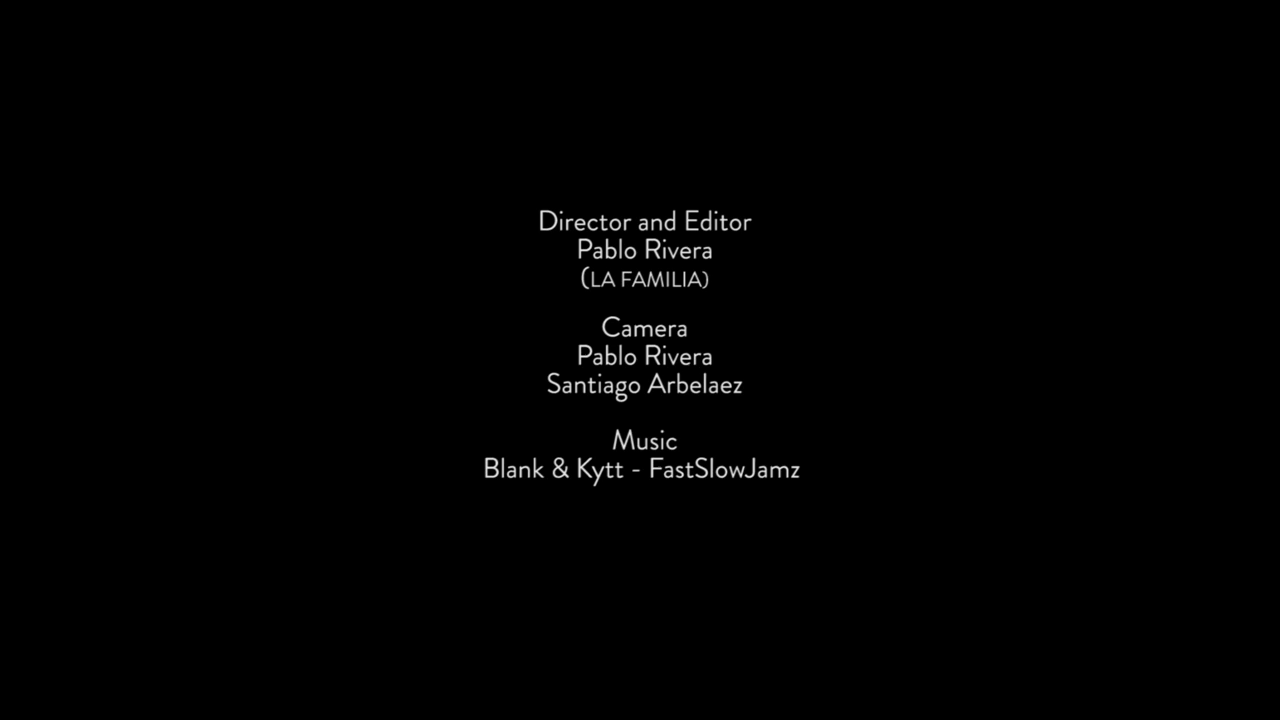 Director and Editor
Pablo Rivera
(LA FAMILIA)
Camera
Pablo Rivera
Santiago Arbelaez
Music
Blank & Kytt - FastSlowJamz